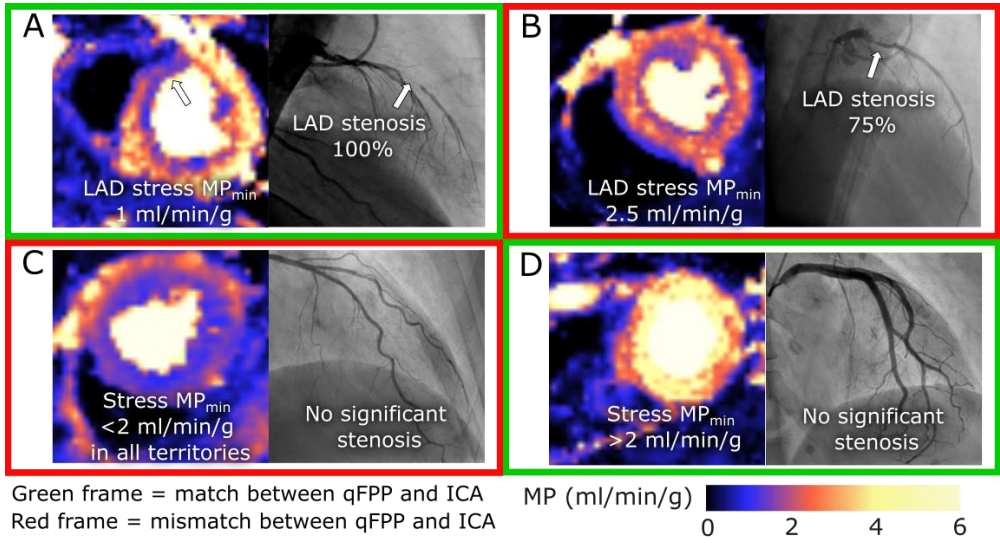 A
LAD stress MPmin
1 ml/min/g
LAD stenosis
100%
B
LAD stress MPmin
2.5 ml/min/g
LAD stenosis
75%
C
Stress MPmin
<2 ml/min/g
in all territories
No significant
stenosis
D
Stress MPmin
>2 ml/min/g
No significant
stenosis
Green frame = match between qFPP and ICA
Red frame = mismatch between qFPP and ICA
MP (ml/min/g)
0 2 4 6